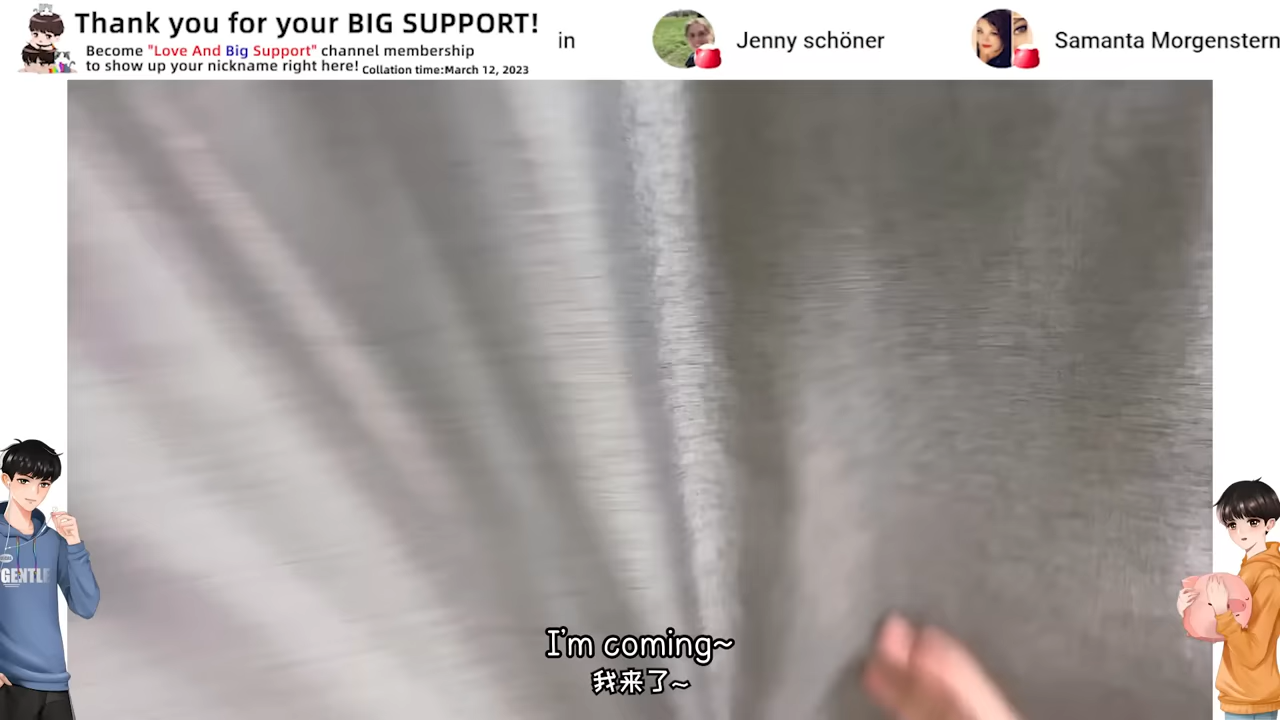 Thank you for your BIG SUPPORT!
Become "Love And Big Support" channel membership
to show up your nickname right here! Collation time:March 12, 2023
in
Jenny schöner
Samanta Morgenstern
GENTLE
I'm coming~
我来了~